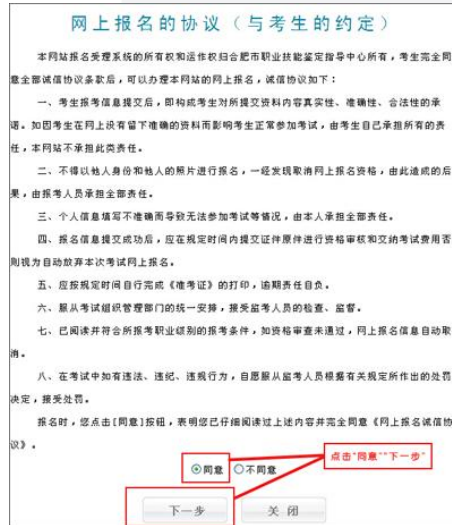 网上报名的协议（与考生的约定）
本网站报名受理系统的所有权和运作权归合肥市职业技能鉴定指导中心所有，考生完全同
意全部诚信协议条款后，可以办理本网站的网上报名，诚信协议如下：
一、考生报考信息提交后，即构成考生对所提交资料内容真实性、准确性、合法性的承
诺。如因考生在网上没有留下准确的资料而影响考生正常参加考试，由考生自己承担所有的责
任，本网站不承担此类责任。
二、不得以他人身份和他人的照片进行报名，一经发现取消网上报名资格，由此造成的后
果，由报考人员承担全部责任。
三、个人信息填写不准确而导致无法参加考试等情况，由本人承担全部责任。
四、报名信息提交成功后，应在规定时间内提交证件原件进行资格审核和交纳考试费用否
则视为自动放弃本次考试网上报名。
五、应按规定时间自行完成《准考证》的打印，逾期责任自负。
六、服从考试组织管理部门的统一安排，接受监考人员的检查、监督。
七、已阅读并符合所报考职业级别的报考条件，如资格审查未通过，网上报名信息自动取
消。
八、在考试中如有违法、违纪、违规行为，自愿服从监考人员根据有关规定所作出的处罚
决定，接受处罚。
报名时，您点击[同意]按钮，表明您已仔细阅读过上述内容并完全同意《网上报名诚信协
议》。
点击"同意""下一步"
同意 不同意
下一步 关 闭